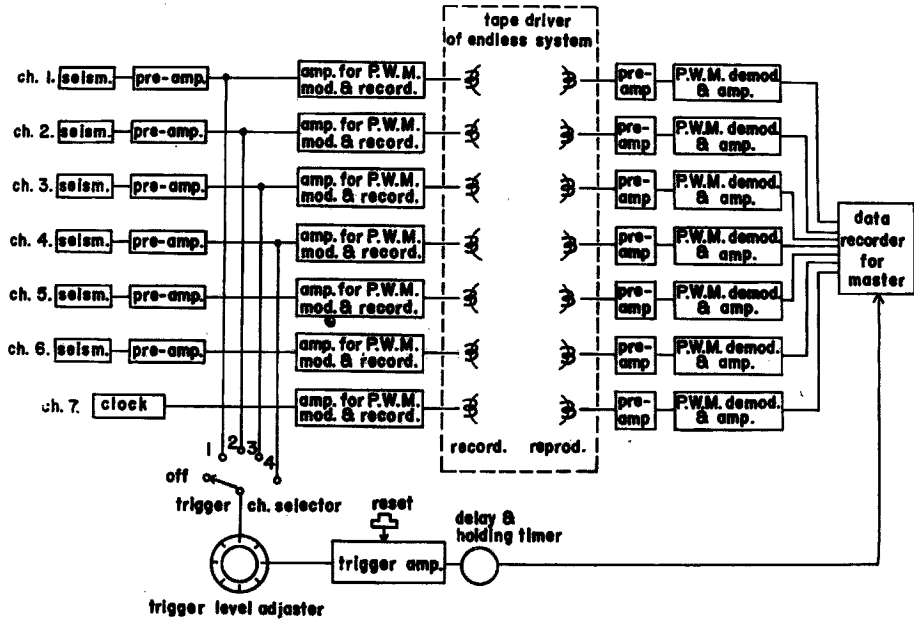 tape driver
of endless system
ch. 1. seism. pre-amp. amp. for P.W.M. mod. & record. pre-amp P.W.M. demod. & amp.
ch. 2. seism. pre-amp. amp. for P.W.M. mod. & record. pre-amp P.W.M. demod. & amp.
ch. 3. seism. pre-amp. amp. for P.W.M. mod. & record. pre-amp P.W.M. demod. & amp.
ch. 4. seism. pre-amp. amp. for P.W.M. mod. & record. pre-amp P.W.M. demod. & amp.
ch. 5. seism. pre-amp. amp. for P.W.M. mod. & record. pre-amp P.W.M. demod. & amp.
ch. 6. seism. pre-amp. amp. for P.W.M. mod. & record. pre-amp P.W.M. demod. & amp.
ch. 7. clock amp. for P.W.M. mod. & record. pre-amp P.W.M. demod. & amp.
data
recorder
for
master
record. reprod.
1 2 3 4
off
trigger ch. selector
reset
delay &
holding timer
trigger amp.
trigger level adjaster